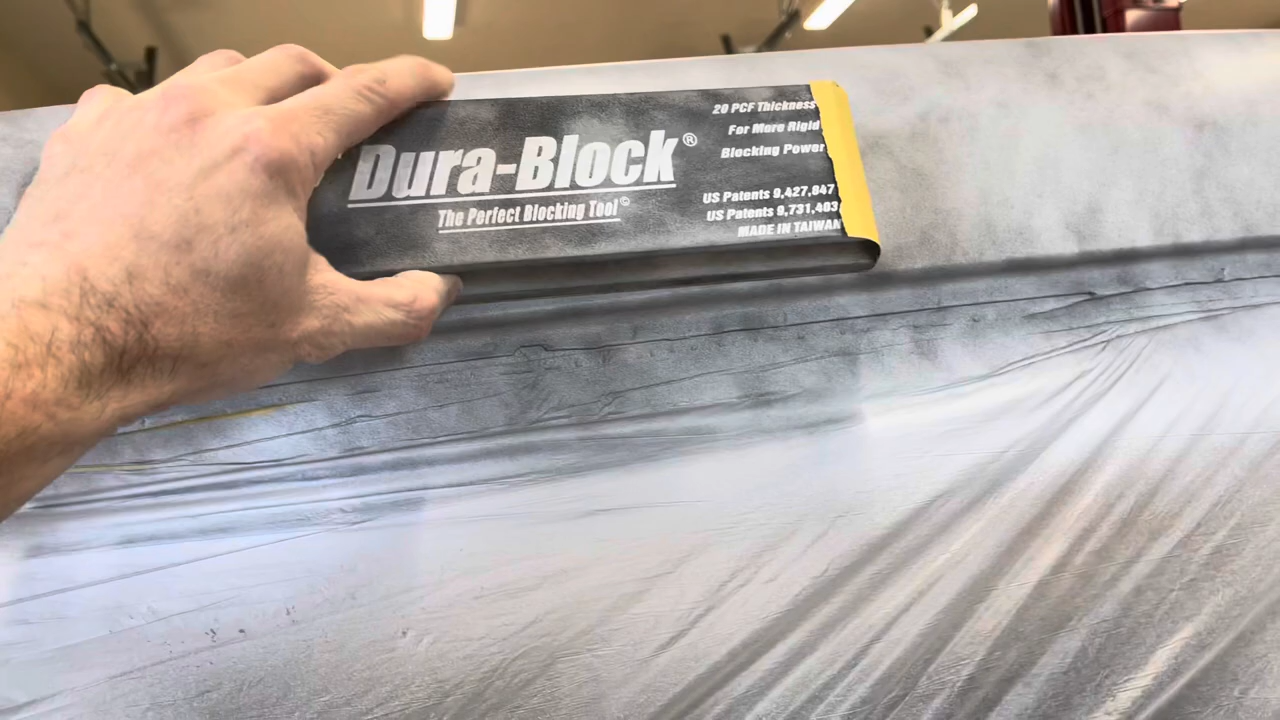 Dura-Block®
The Perfect Blocking Tool©
20 PCF Thickness
For More Rigid
Blocking Power
US Patents 9,427,847
US Patents 9,731,403
MADE IN TAIWAN